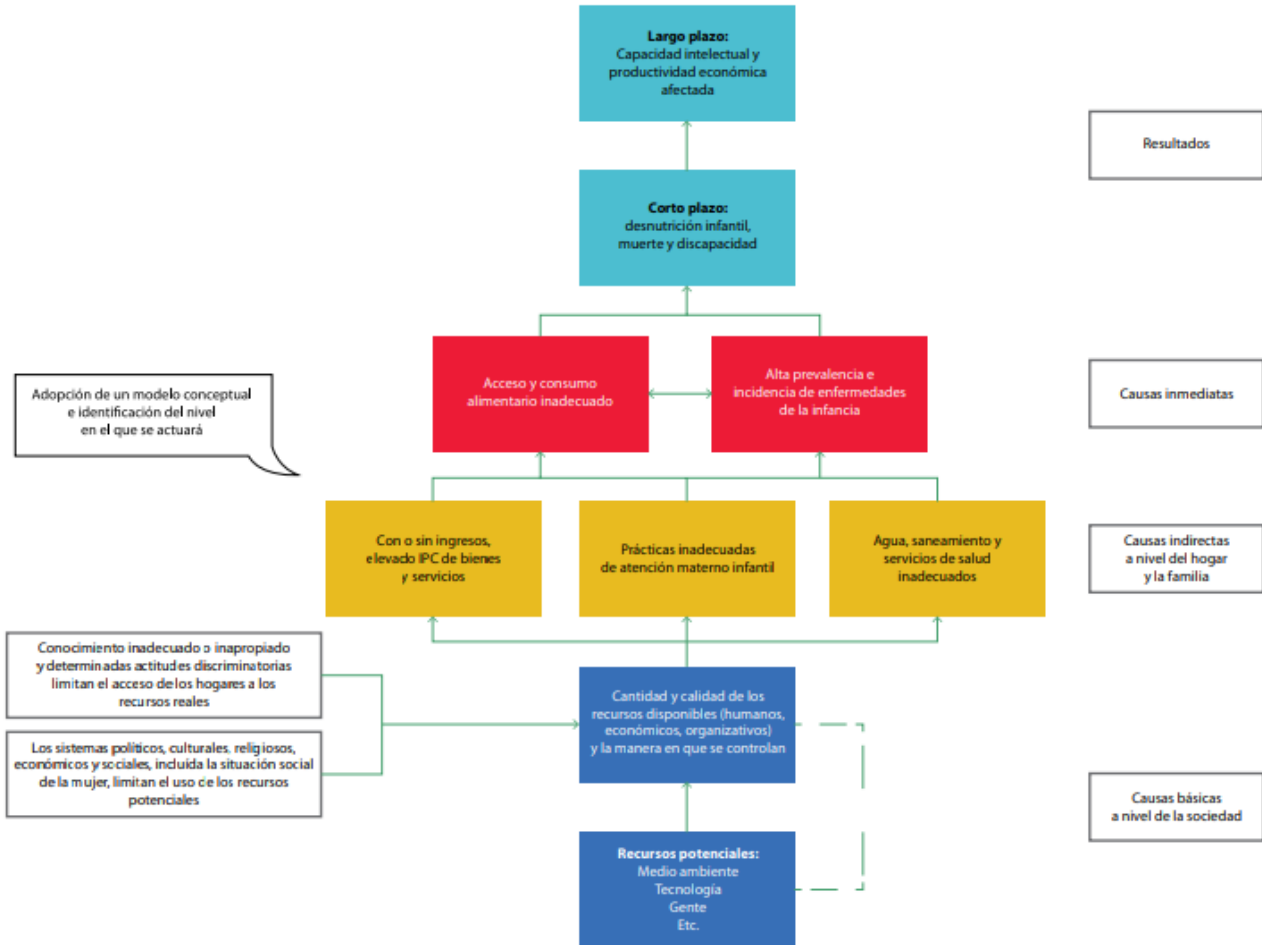 Largo plazo:
Capacidad intelectual y
productividad económica
afectada
Resultados
Corto plazo:
desnutrición infantil,
muerte y discapacidad
Adopción de un modelo conceptual
e identificación del nivel
en el que se actuará
Acceso y consumo
alimentario inadecuado
Alta prevalencia e
incidencia de enfermedades
de la infancia
Causas inmediatas
Con o sin ingresos,
elevado IPC de bienes
y servicios
Prácticas inadecuadas
de atención materno infantil
Agua, saneamiento y
servicios de salud
inadecuados
Causas indirectas
a nivel del hogar
y la familia
Conocimiento inadecuado o inapropiado
y determinadas actitudes discriminatorias
limitan el acceso de los hogares a los
recursos reales
Los sistemas políticos, culturales, religiosos,
económicos y sociales, incluida la situación social
de la mujer, limitan el uso de los recursos
potenciales
Cantidad y calidad de los
recursos disponibles (humanos,
económicos, organizativos)
y la manera en que se controlan
Causas básicas
a nivel de la sociedad
Recursos potenciales:
Medio ambiente
Tecnología
Gente
Etc.